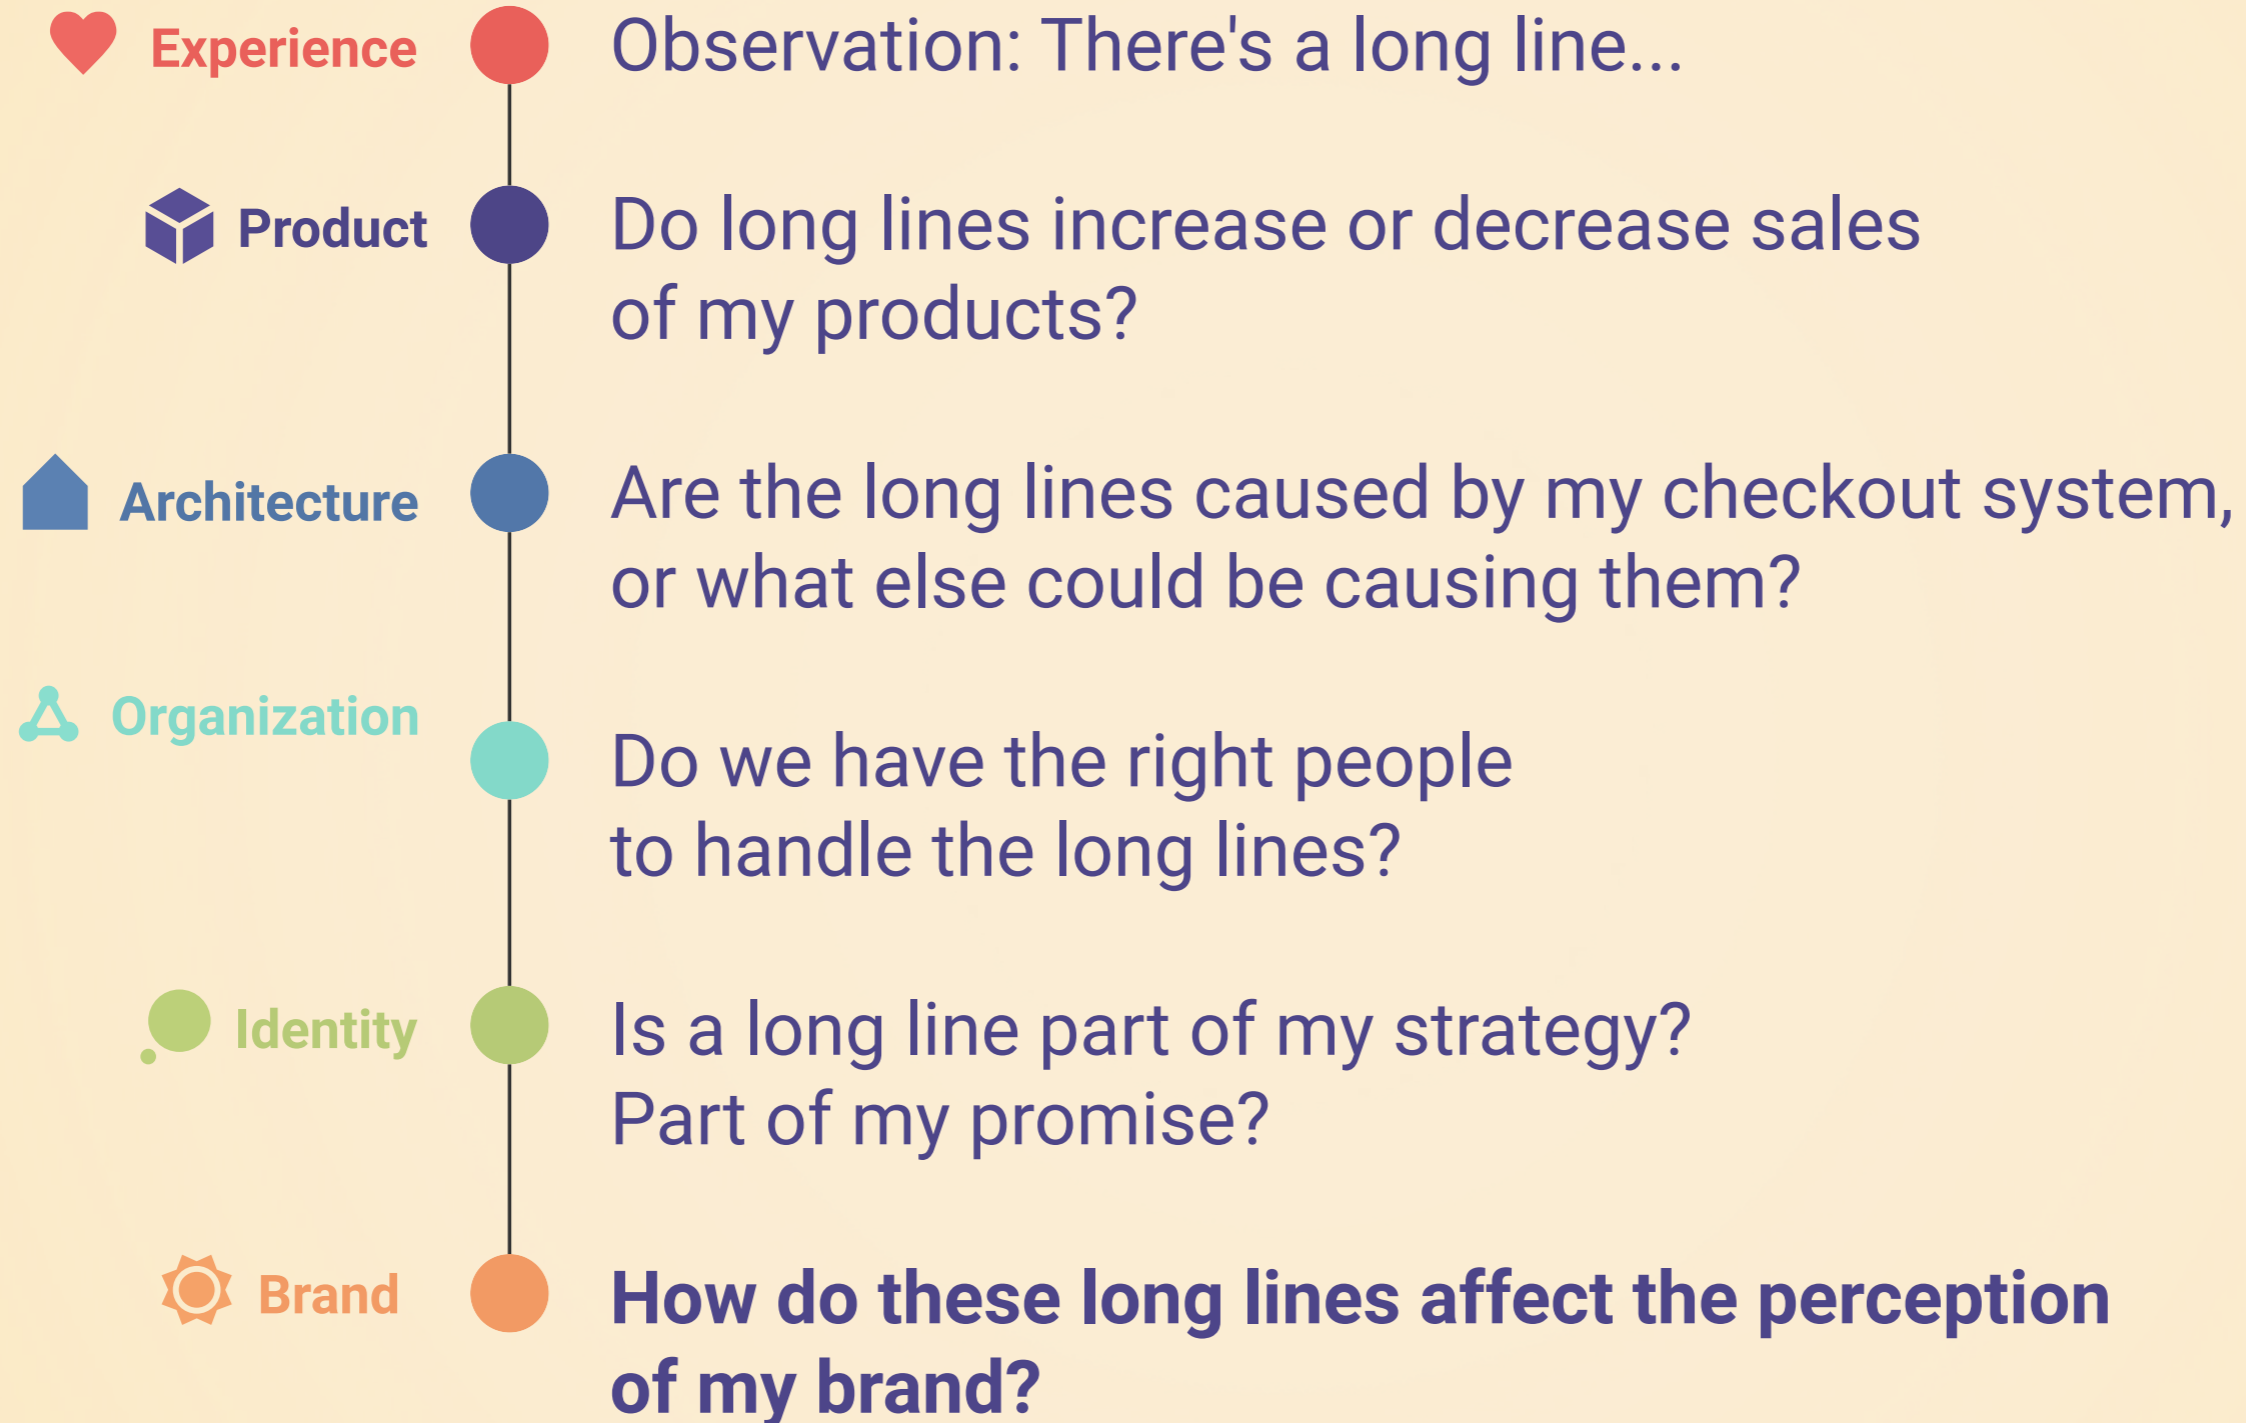 Experience
Observation: There's a long line...
Product
Do long lines increase or decrease sales
of my products?
Architecture
Are the long lines caused by my checkout system,
or what else could be causing them?
Organization
Do we have the right people
to handle the long lines?
Identity
Is a long line part of my strategy?
Part of my promise?
Brand
How do these long lines affect the perception
of my brand?